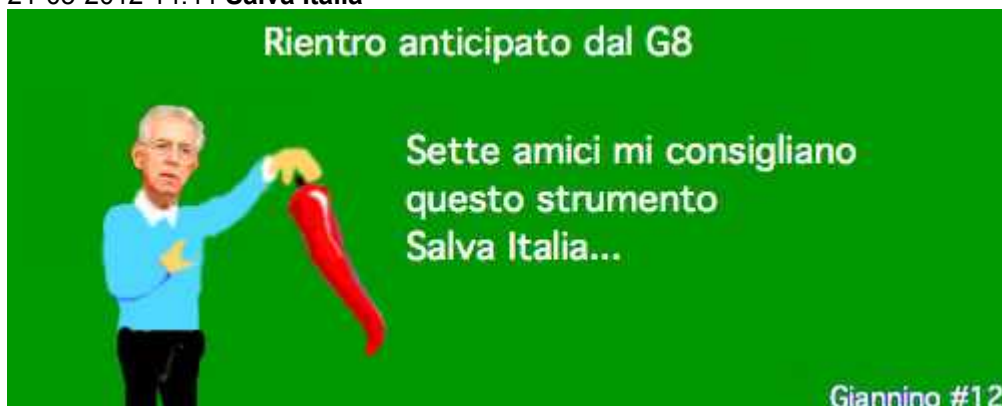 Rientro anticipato dal G8
Sette amici mi consigliano
questo strumento
Salva Italia...
Giannino #12